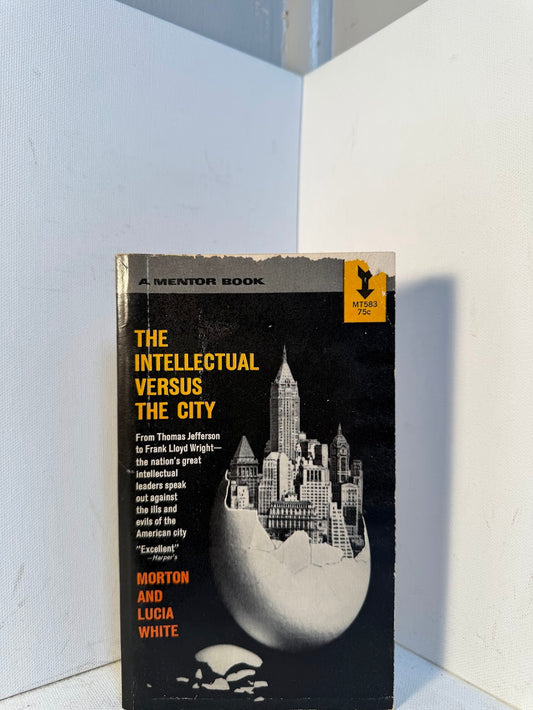 A MENTOR BOOK
MT583
75c
THE
INTELLECTUAL
VERSUS
THE CITY
From Thomas Jefferson
to Frank Lloyd Wright—
the nation's great
intellectual
leaders speak
out against
the ills and
evils of the
American city
"Excellent"
—Harper's
MORTON
AND
LUCIA
WHITE